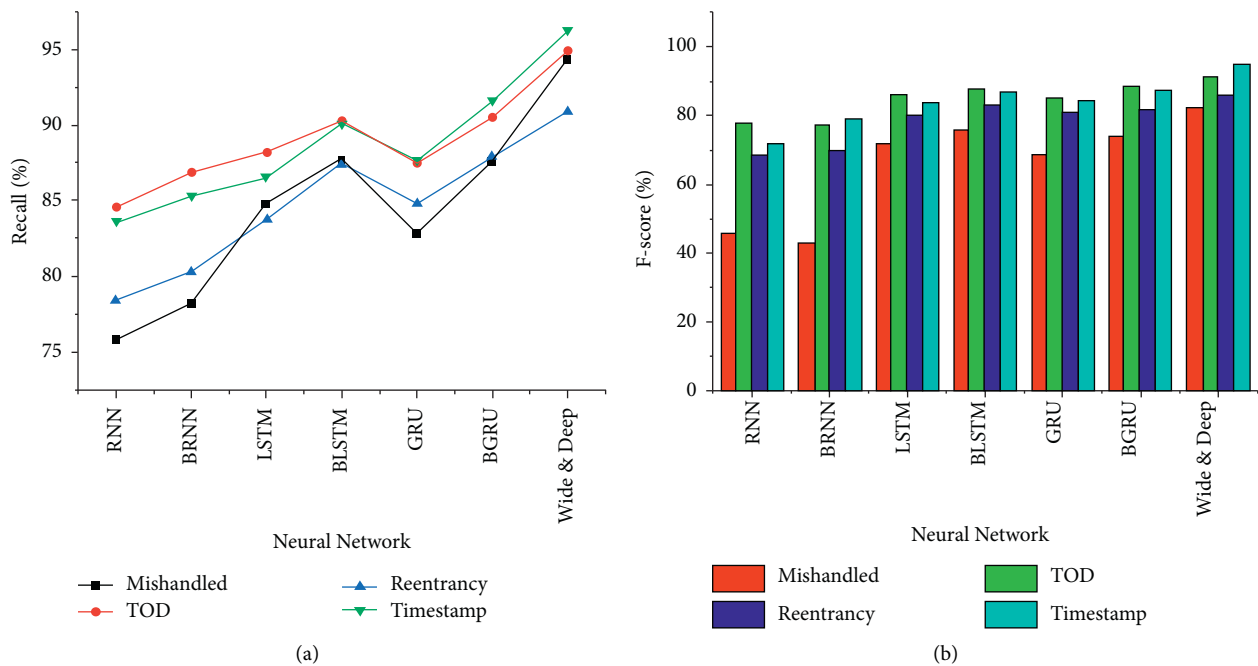 95
90
85
80
75
Recall (%)
RNN
BRNN
LSTM
BLSTM
GRU
BGRU
Wide & Deep
Neural Network
Mishandled
TOD
Reentrancy
Timestamp
(a)
100
80
60
40
20
0
F-score (%)
RNN
BRNN
LSTM
BLSTM
GRU
BGRU
Wide & Deep
Neural Network
Mishandled
Reentrancy
TOD
Timestamp
(b)